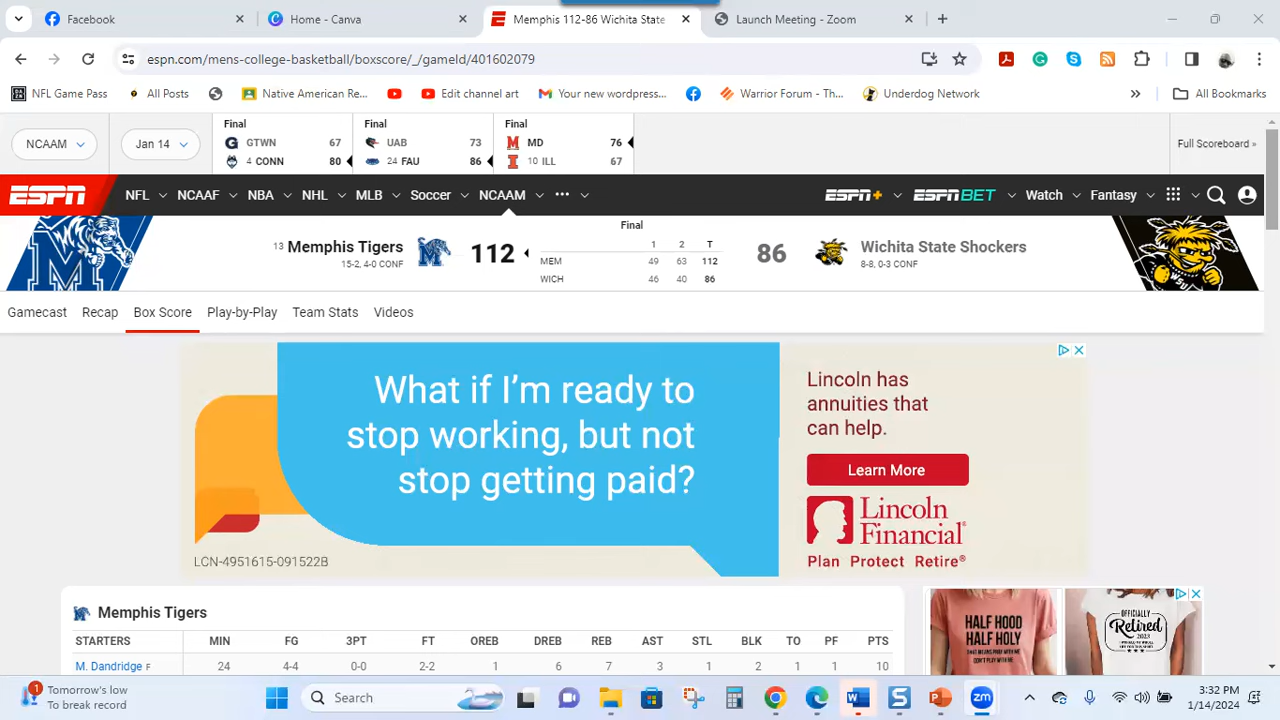 Facebook
Home - Canva
Memphis 112-86 Wichita State
Launch Meeting - Zoom
espn.com/mens-college-basketball/boxscore/_/gameId/401602079
NFL Game Pass
All Posts
Native American Re...
Edit channel art
Your new wordpress...
Warrior Forum - Th...
Underdog Network
»
All Bookmarks
NCAAM
Jan 14
Final
GTWN 67
4 CONN 80
Final
UAB 73
24 FAU 86
Final
MD 76
10 ILL 67
Full Scoreboard »
ESPN NFL NCAAF NBA NHL MLB Soccer NCAAM ESPN+ ESPN BET Watch Fantasy
13 Memphis Tigers
15-2, 4-0 CONF
112
Final
1 2 T
MEM 49 63 112
WICH 46 40 86
86
Wichita State Shockers
8-8, 0-3 CONF
Gamecast Recap Box Score Play-by-Play Team Stats Videos
What if I'm ready to
stop working, but not
stop getting paid?
LCN-4951615-091522B
Lincoln has
annuities that
can help.
Learn More
Lincoln
Financial®
Plan Protect Retire®
Memphis Tigers
STARTERS MIN FG 3PT FT OREB DREB REB AST STL BLK TO PF PTS
M. Dandridge F 24 4-4 0-0 2-2 1 6 7 3 1 2 1 1 10
HALF HOOD
HALF HOLY
OFFICIALLY
Retired
2023
1
Tomorrow's low
To break record
Search
3:32 PM
1/14/2024